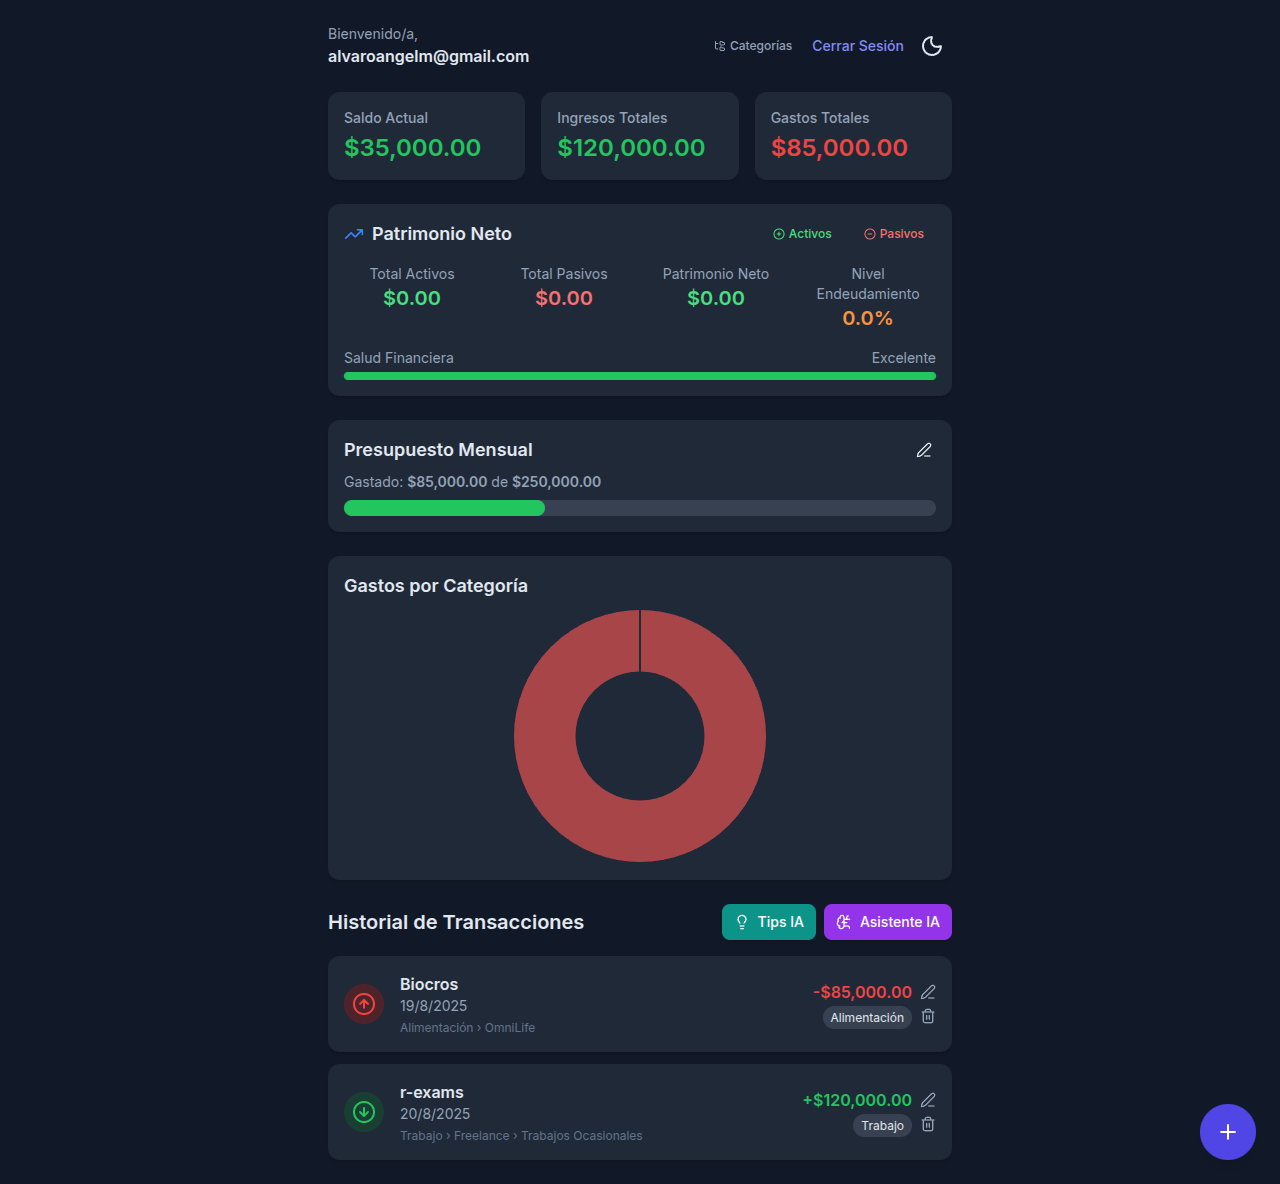 Bienvenido/a,
alvaroangelm@gmail.com
Categorías
Cerrar Sesión
Saldo Actual
$35,000.00
Ingresos Totales
$120,000.00
Gastos Totales
$85,000.00
Patrimonio Neto
Activos
Pasivos
Total Activos
$0.00
Total Pasivos
$0.00
Patrimonio Neto
$0.00
Nivel
Endeudamiento
0.0%
Salud Financiera
Excelente
Presupuesto Mensual
Gastado: $85,000.00 de $250,000.00
Gastos por Categoría
Historial de Transacciones
Tips IA
Asistente IA
Biocros
19/8/2025
Alimentación › OmniLife
-$85,000.00
Alimentación
r-exams
20/8/2025
Trabajo › Freelance › Trabajos Ocasionales
+$120,000.00
Trabajo